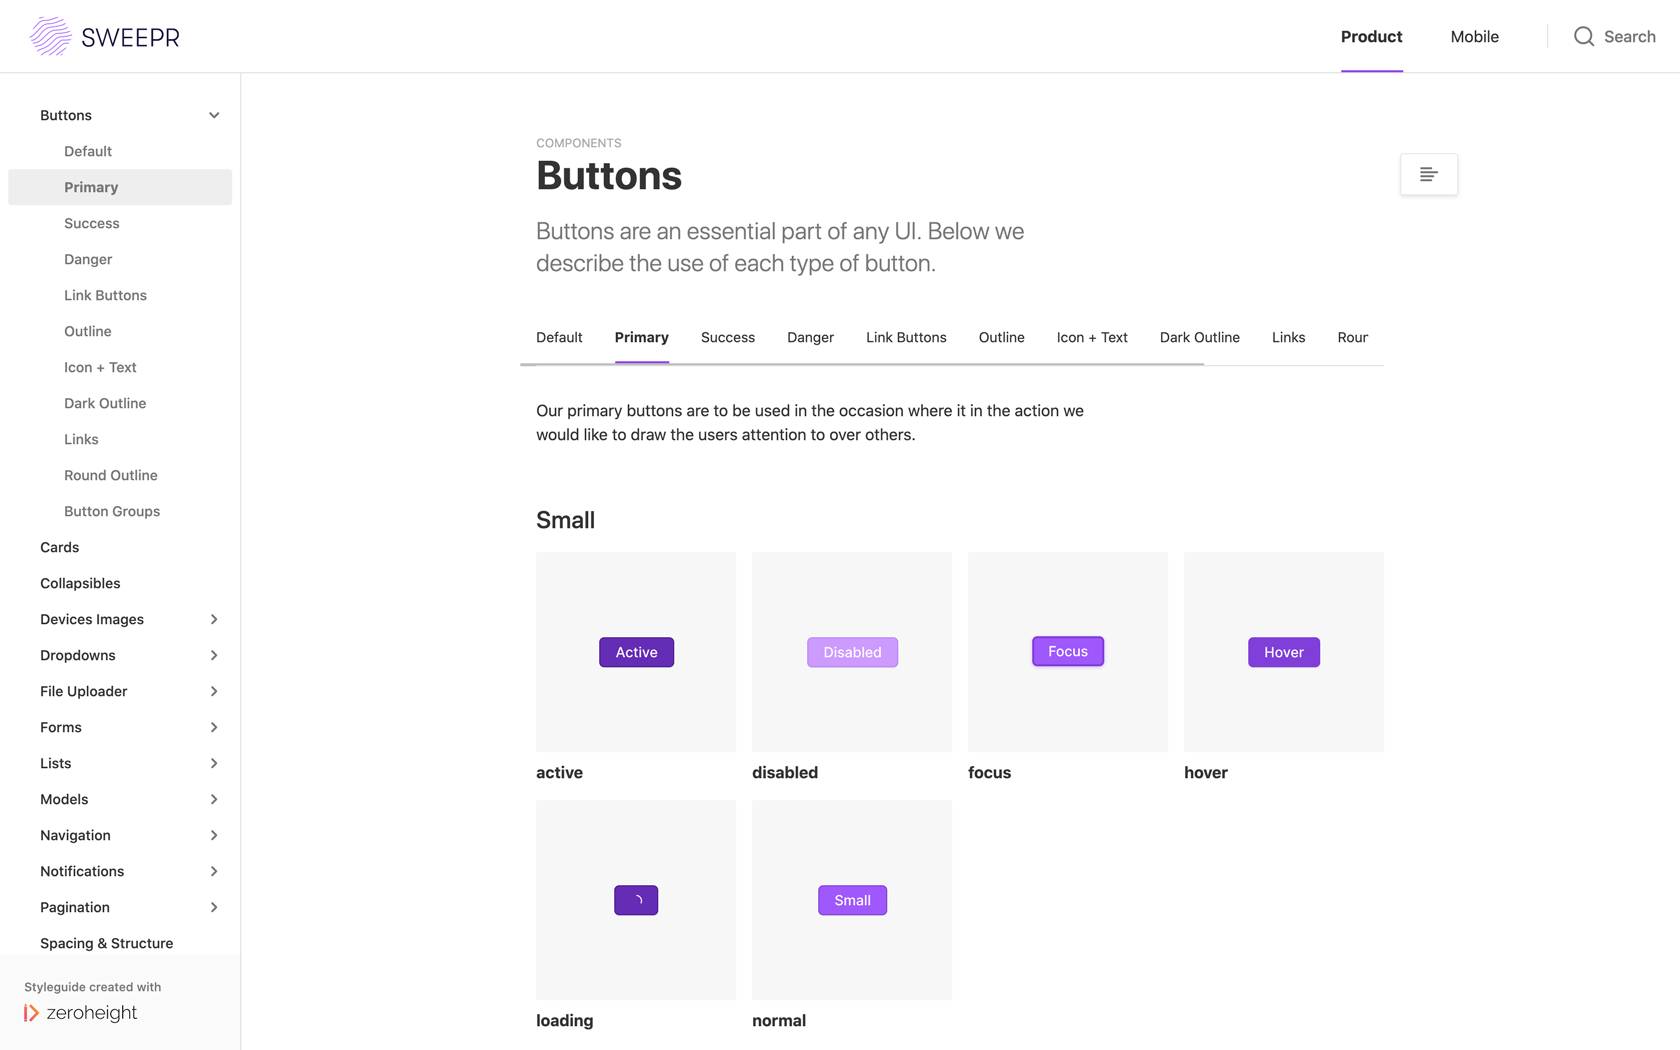 SWEEPR
Product
Mobile
Search
Buttons
Default
Primary
Success
Danger
Link Buttons
Outline
Icon + Text
Dark Outline
Links
Round Outline
Button Groups
Cards
Collapsibles
Devices Images
Dropdowns
File Uploader
Forms
Lists
Models
Navigation
Notifications
Pagination
Spacing & Structure
Styleguide created with
zeroheight
COMPONENTS
Buttons
Buttons are an essential part of any UI. Below we
describe the use of each type of button.
Default Primary Success Danger Link Buttons Outline Icon + Text Dark Outline Links Roun
Our primary buttons are to be used in the occasion where it in the action we
would like to draw the users attention to over others.
Small
Active
Disabled
Focus
Hover
active
disabled
focus
hover
Small
loading
normal